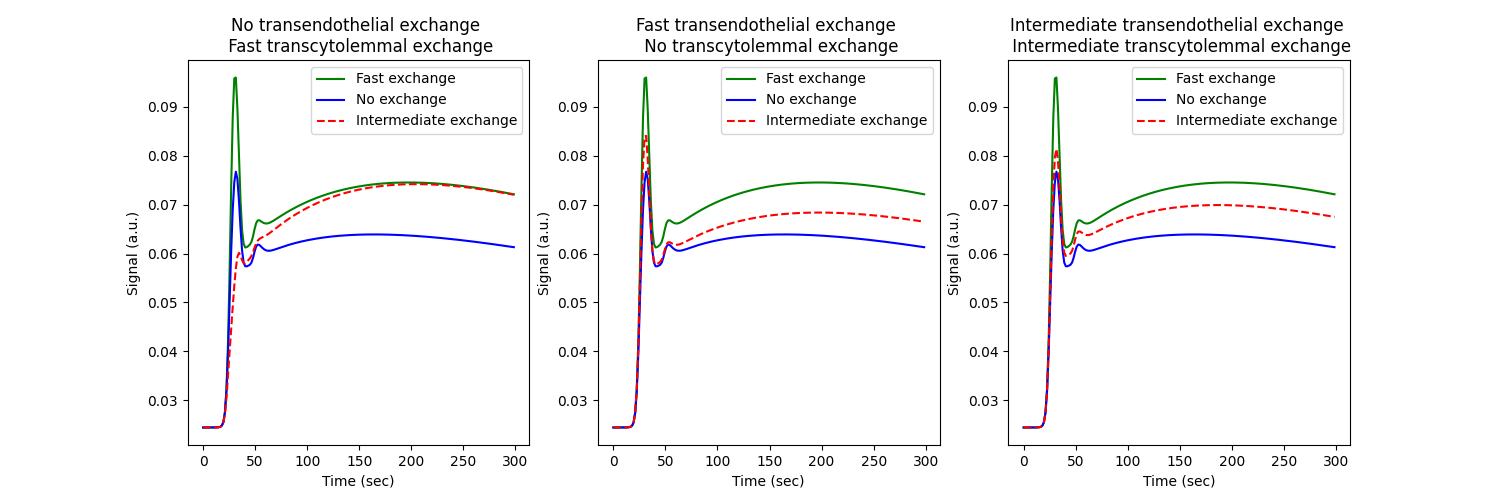 No transendothelial exchange
Fast transcytolemmal exchange
Fast exchange
No exchange
Intermediate exchange
0.09
0.08
0.07
0.06
0.05
0.04
0.03
Signal (a.u.)
0 50 100 150 200 250 300
Time (sec)
Fast transendothelial exchange
No transcytolemmal exchange
Fast exchange
No exchange
Intermediate exchange
0.09
0.08
0.07
0.06
0.05
0.04
0.03
Signal (a.u.)
0 50 100 150 200 250 300
Time (sec)
Intermediate transendothelial exchange
Intermediate transcytolemmal exchange
Fast exchange
No exchange
Intermediate exchange
0.09
0.08
0.07
0.06
0.05
0.04
0.03
Signal (a.u.)
0 50 100 150 200 250 300
Time (sec)